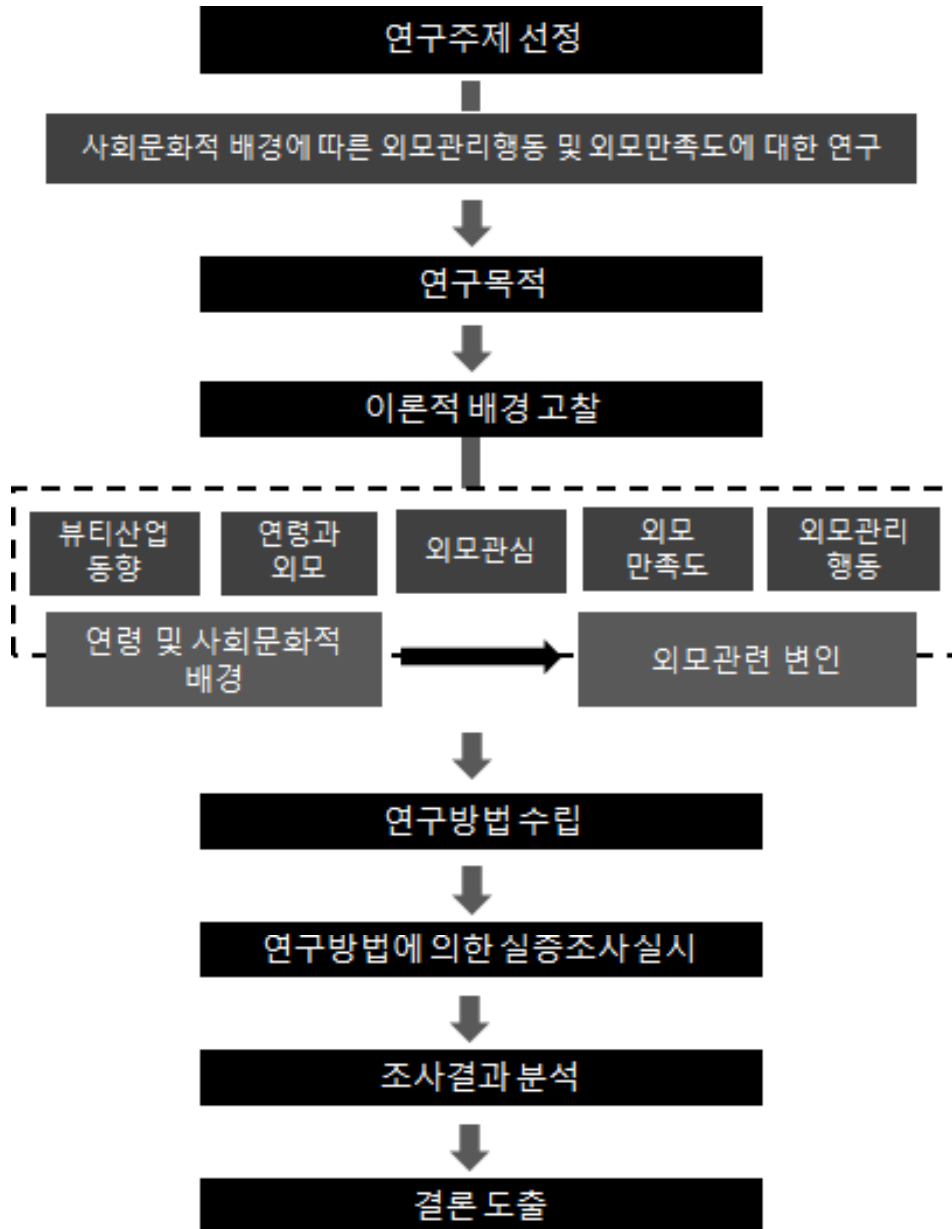 연구주제 선정
사회문화적 배경에 따른 외모관리행동 및 외모만족도에 대한 연구
연구목적
이론적 배경 고찰
뷰티산업
동향
연령과
외모
외모관심
외모
만족도
외모관리
행동
연령 및 사회문화적
배경
외모관련 변인
연구방법 수립
연구방법에 의한 실증조사 실시
조사결과 분석
결론 도출